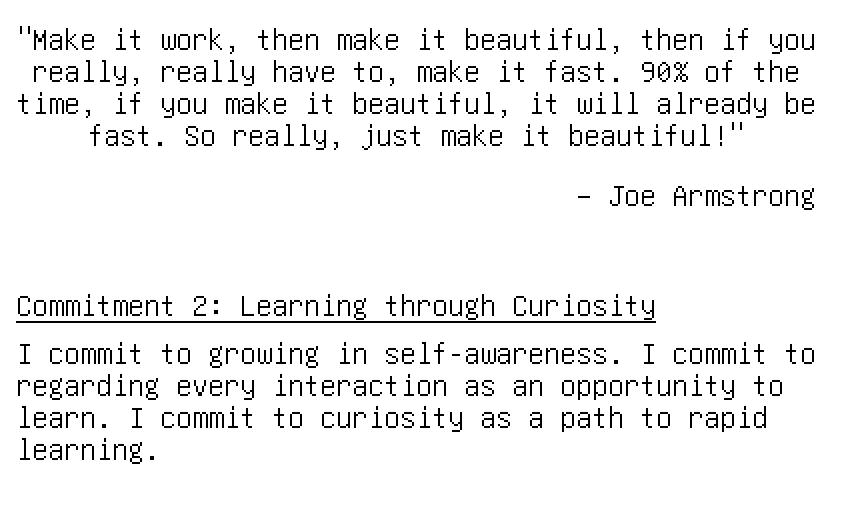 "Make it work, then make it beautiful, then if you
really, really have to, make it fast. 90% of the
time, if you make it beautiful, it will already be
fast. So really, just make it beautiful!"
– Joe Armstrong
Commitment 2: Learning through Curiosity
I commit to growing in self-awareness. I commit to
regarding every interaction as an opportunity to
learn. I commit to curiosity as a path to rapid
learning.